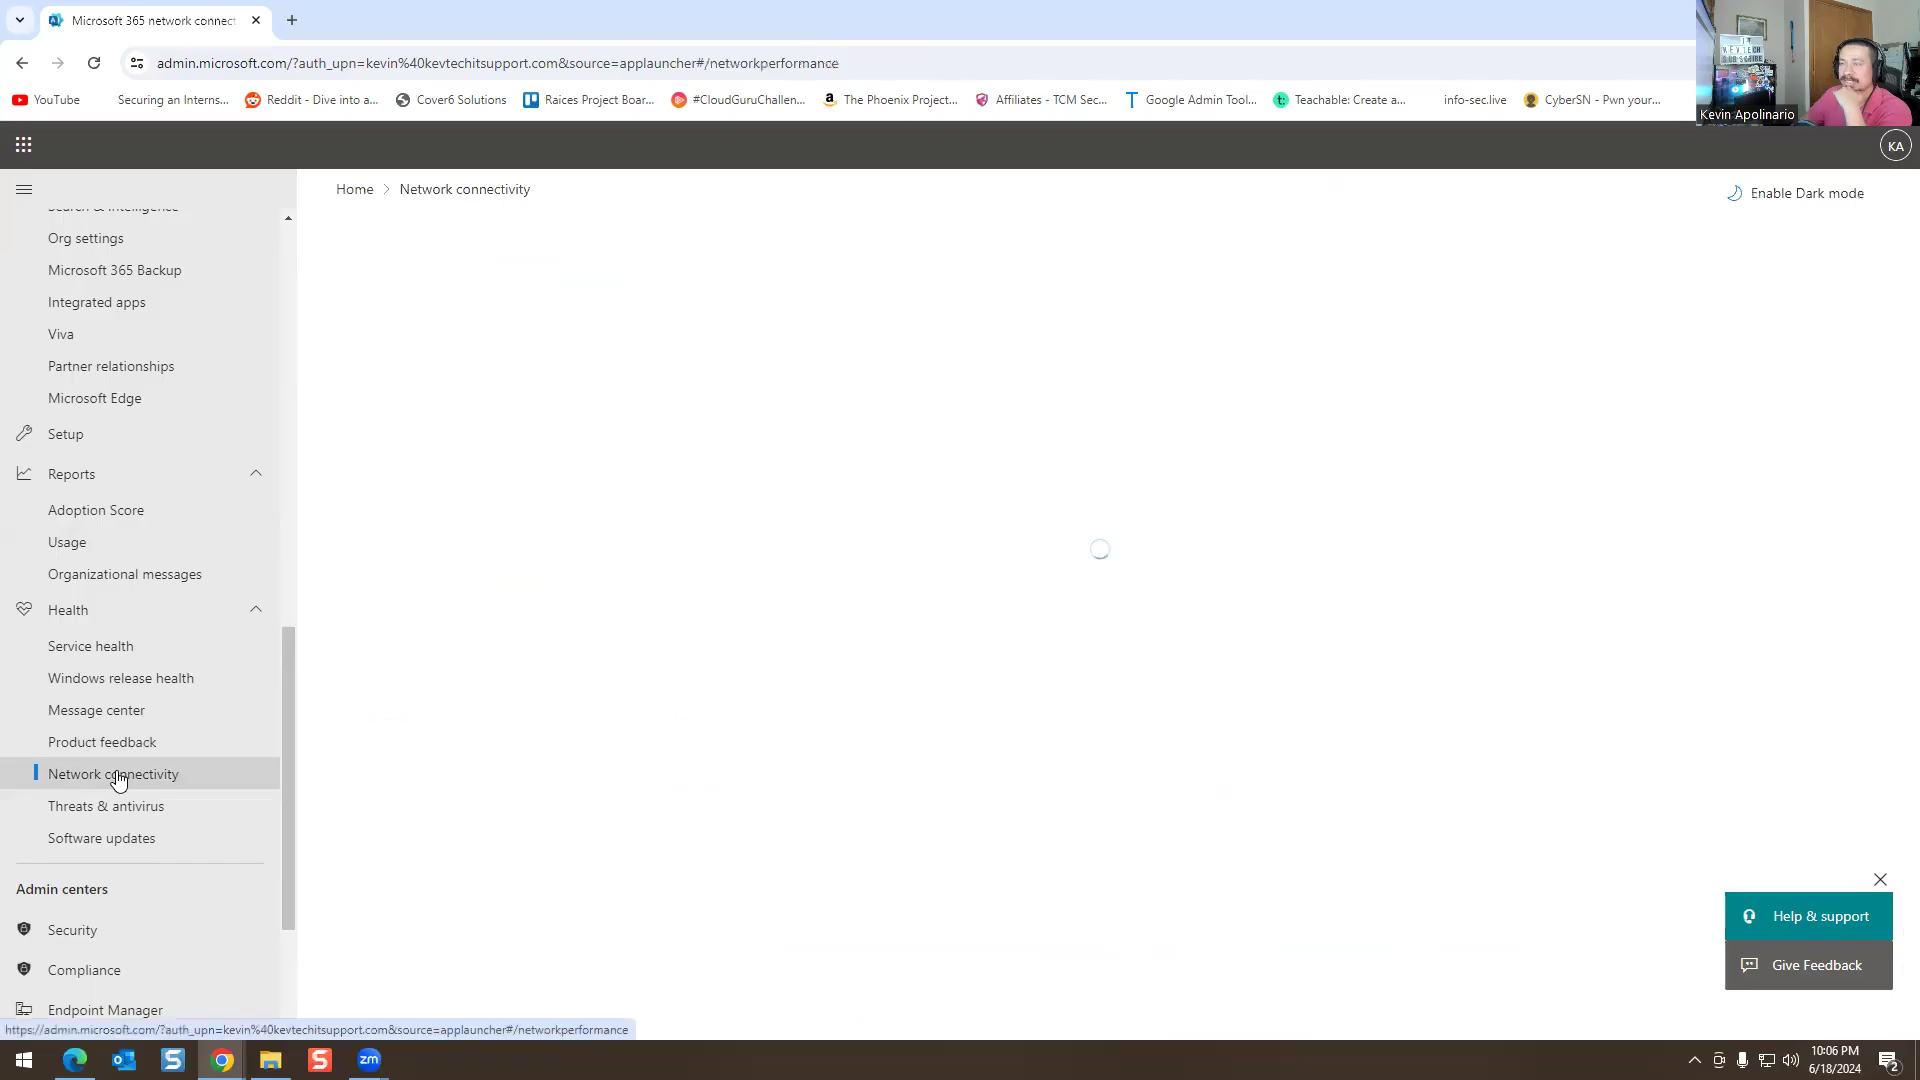 Microsoft 365 network connect
admin.microsoft.com/?auth_upn=kevin%40kevtechitsupport.com&source=applauncher#/networkperformance
YouTube
Securing an Interns...
Reddit - Dive into a...
Cover6 Solutions
Raices Project Boar...
#CloudGuruChallen...
The Phoenix Project...
Affiliates - TCM Sec...
Google Admin Tool...
Teachable: Create a...
info-sec.live
CyberSN - Pwn your...
KEVTECH
Kevin Apolinario
KA
Home > Network connectivity
Enable Dark mode
Search & intelligence
Org settings
Microsoft 365 Backup
Integrated apps
Viva
Partner relationships
Microsoft Edge
Setup
Reports
Adoption Score
Usage
Organizational messages
Health
Service health
Windows release health
Message center
Product feedback
Network connectivity
Threats & antivirus
Software updates
Admin centers
Security
Compliance
Endpoint Manager
Help & support
Give Feedback
https://admin.microsoft.com/?auth_upn=kevin%40kevtechitsupport.com&source=applauncher#/networkperformance
zm
10:06 PM
6/18/2024
2